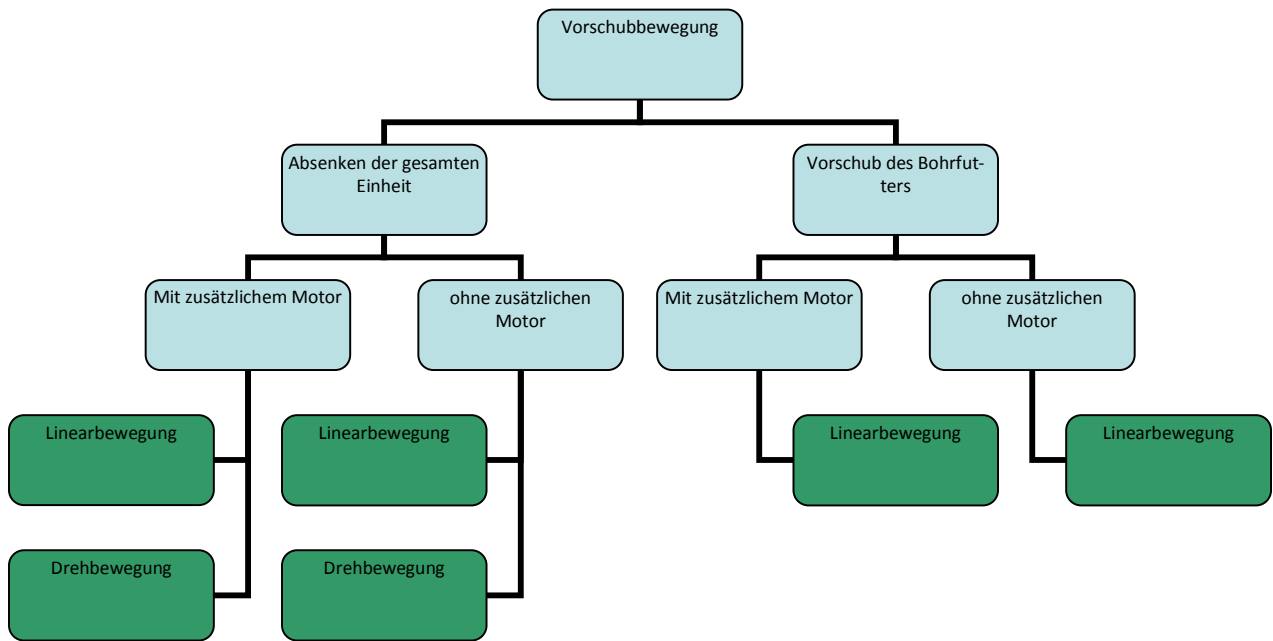 Vorschubbewegung
Absenken der gesamten
Einheit
Vorschub des Bohrfut-
ters
Mit zusätzlichem Motor
ohne zusätzlichen
Motor
Mit zusätzlichem Motor
ohne zusätzlichen
Motor
Linearbewegung
Linearbewegung
Linearbewegung
Linearbewegung
Drehbewegung
Drehbewegung